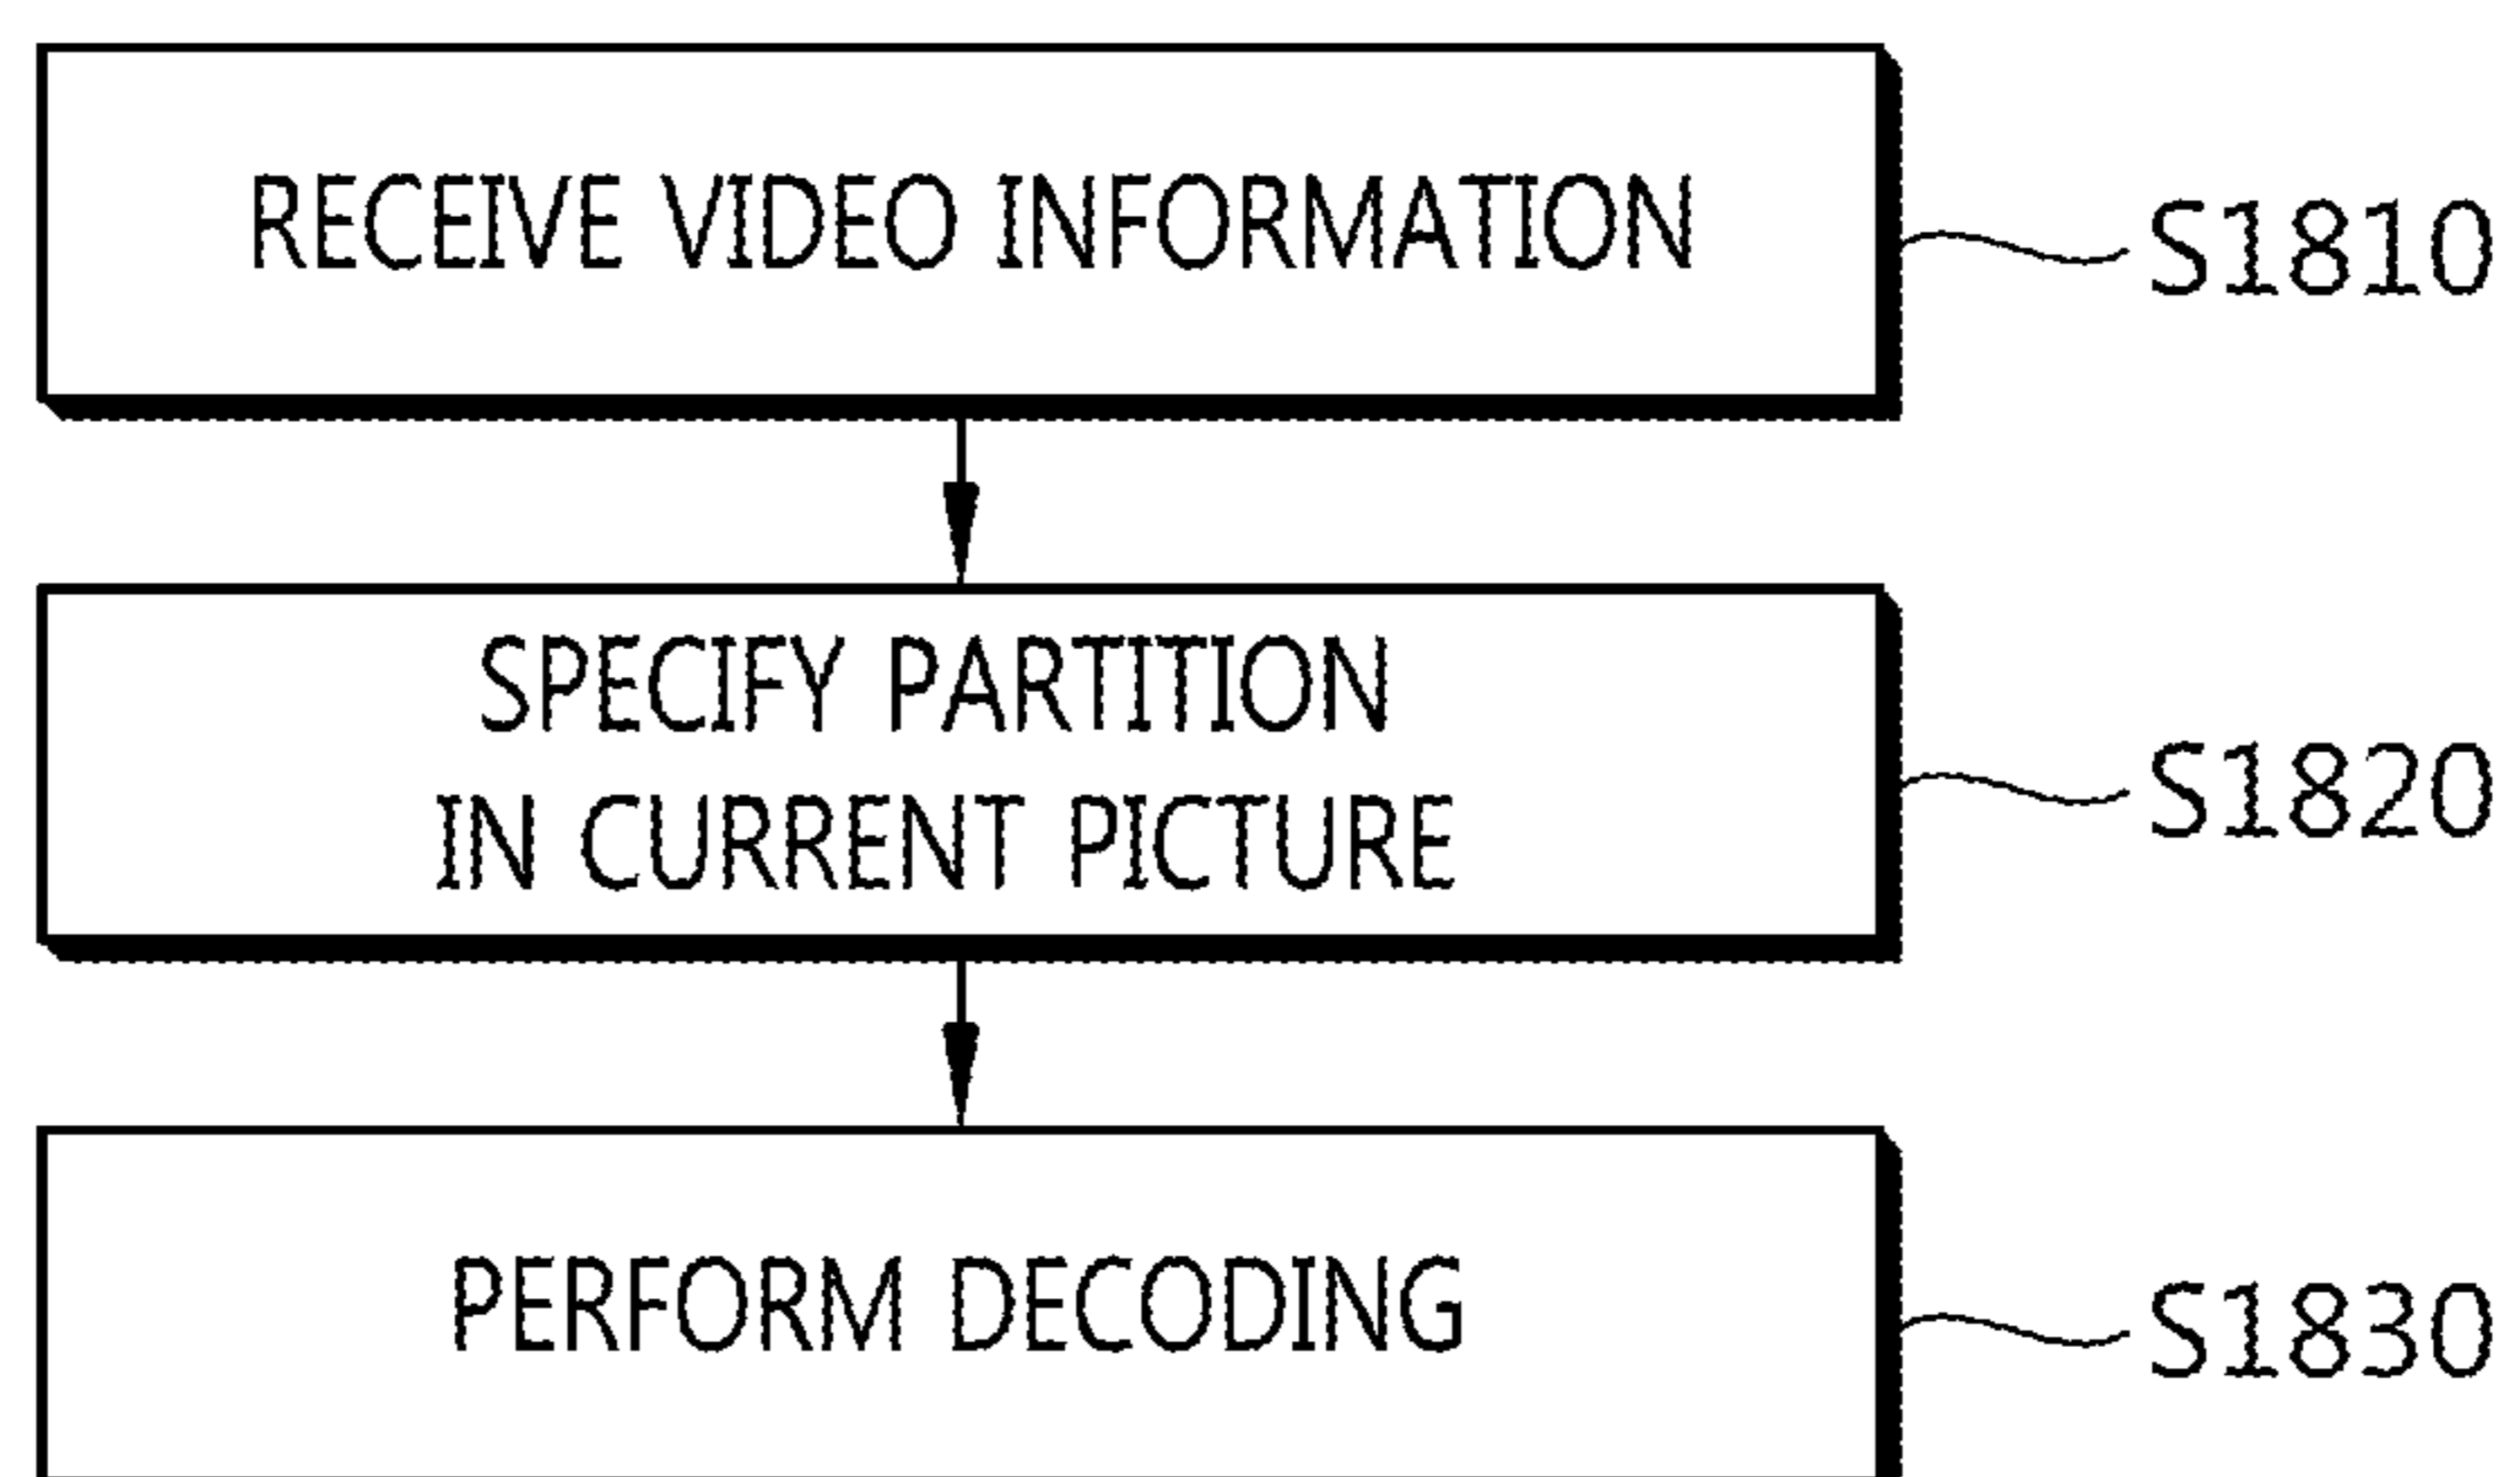 RECEIVE VIDEO INFORMATION
S1810
SPECIFY PARTITION
IN CURRENT PICTURE
S1820
PERFORM DECODING
S1830